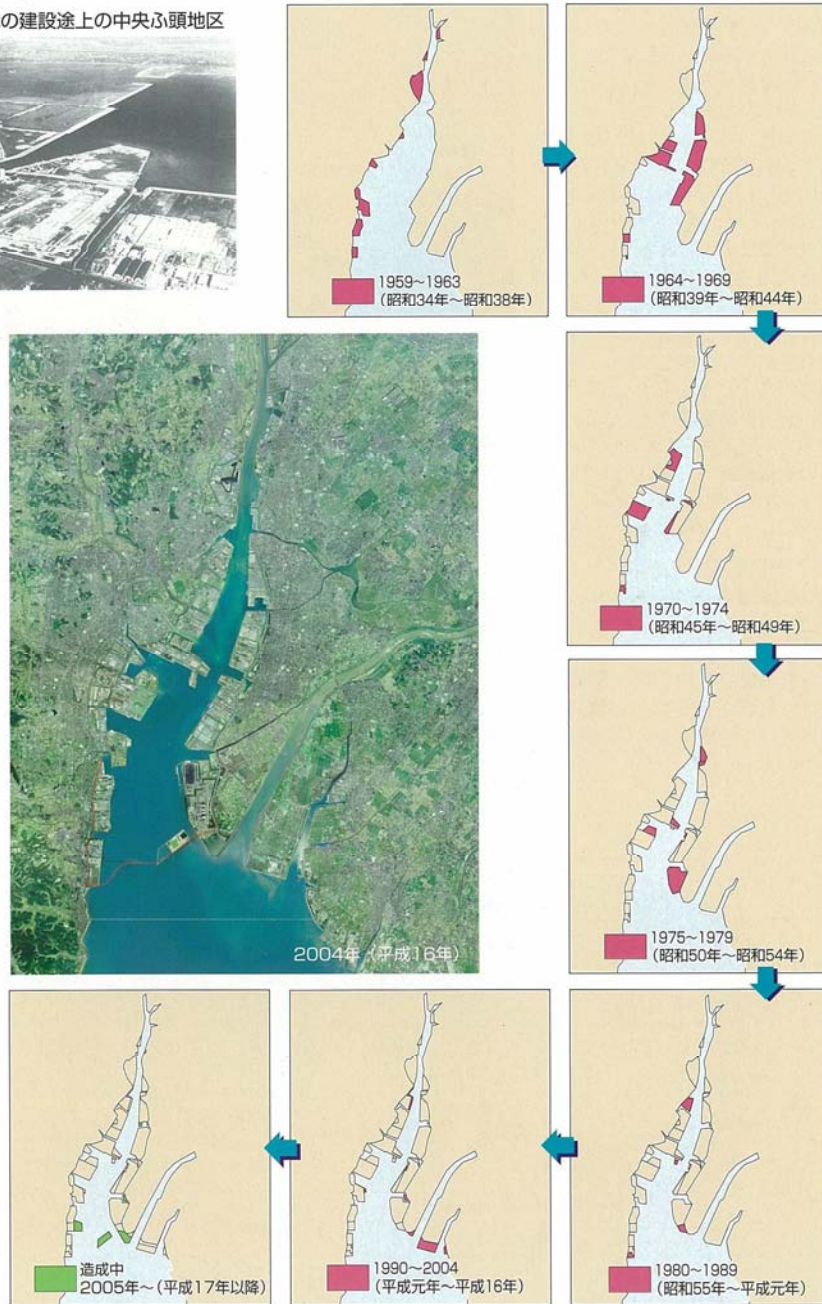 の建設途上の中央ふ頭地区
1959～1963
(昭和34年～昭和38年)
1964～1969
(昭和39年～昭和44年)
1970～1974
(昭和45年～昭和49年)
1975～1979
(昭和50年～昭和54年)
2004年(平成16年)
造成中
2005年～(平成17年以降)
1990～2004
(平成元年～平成16年)
1980～1989
(昭和55年～平成元年)